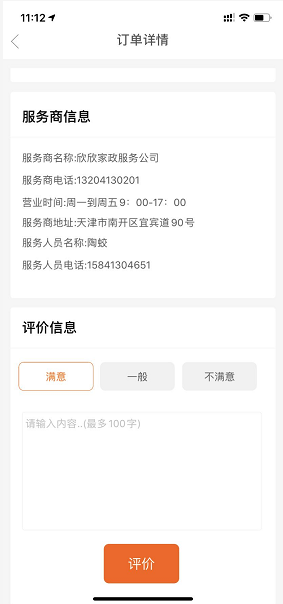 11:12
订单详情
服务商信息
服务商名称:欣欣家政服务公司
服务商电话:13204130201
营业时间:周一到周五9：00-17：00
服务商地址:天津市南开区宜宾道90号
服务人员名称:陶蛟
服务人员电话:15841304651
评价信息
满意
一般
不满意
请输入内容..(最多100字)
评价